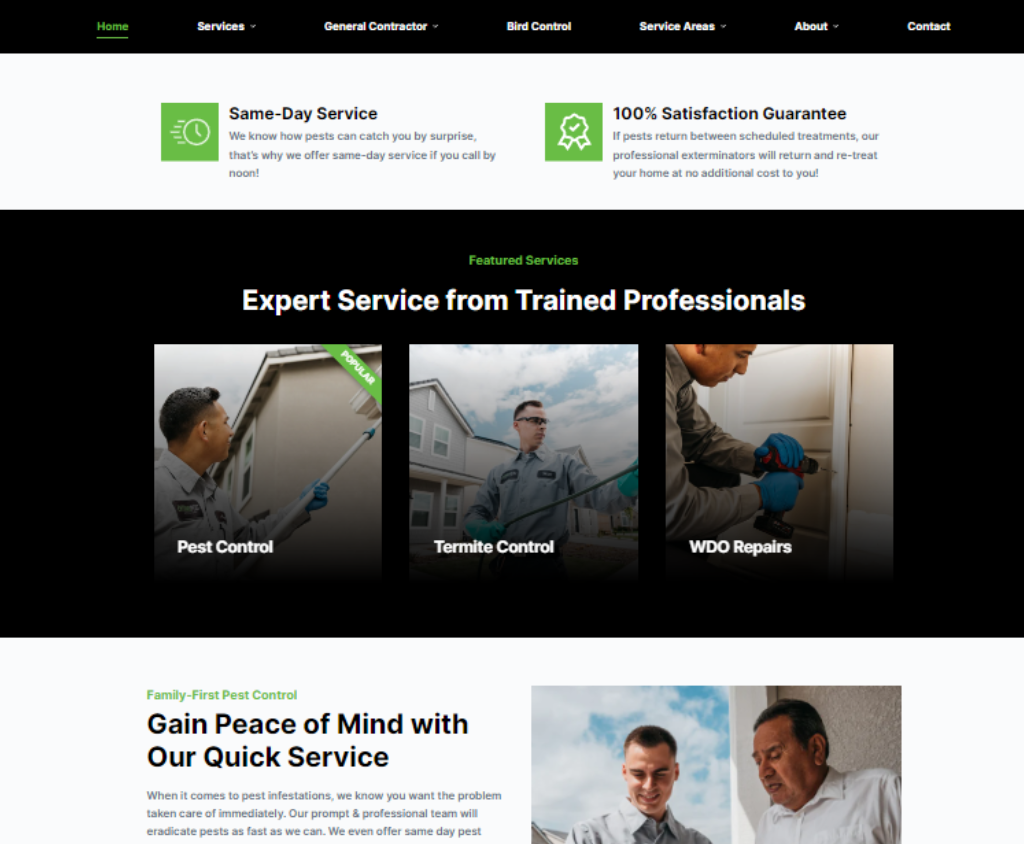 Home Services General Contractor Bird Control Service Areas About Contact
Same-Day Service
We know how pests can catch you by surprise,
that's why we offer same-day service if you call by
noon!
100% Satisfaction Guarantee
If pests return between scheduled treatments, our
professional exterminators will return and re-treat
your home at no additional cost to you!
Featured Services
Expert Service from Trained Professionals
POPULAR
Pest Control
Termite Control
WDO Repairs
Family-First Pest Control
Gain Peace of Mind with
Our Quick Service
When it comes to pest infestations, we know you want the problem
taken care of immediately. Our prompt & professional team will
eradicate pests as fast as we can. We even offer same day pest